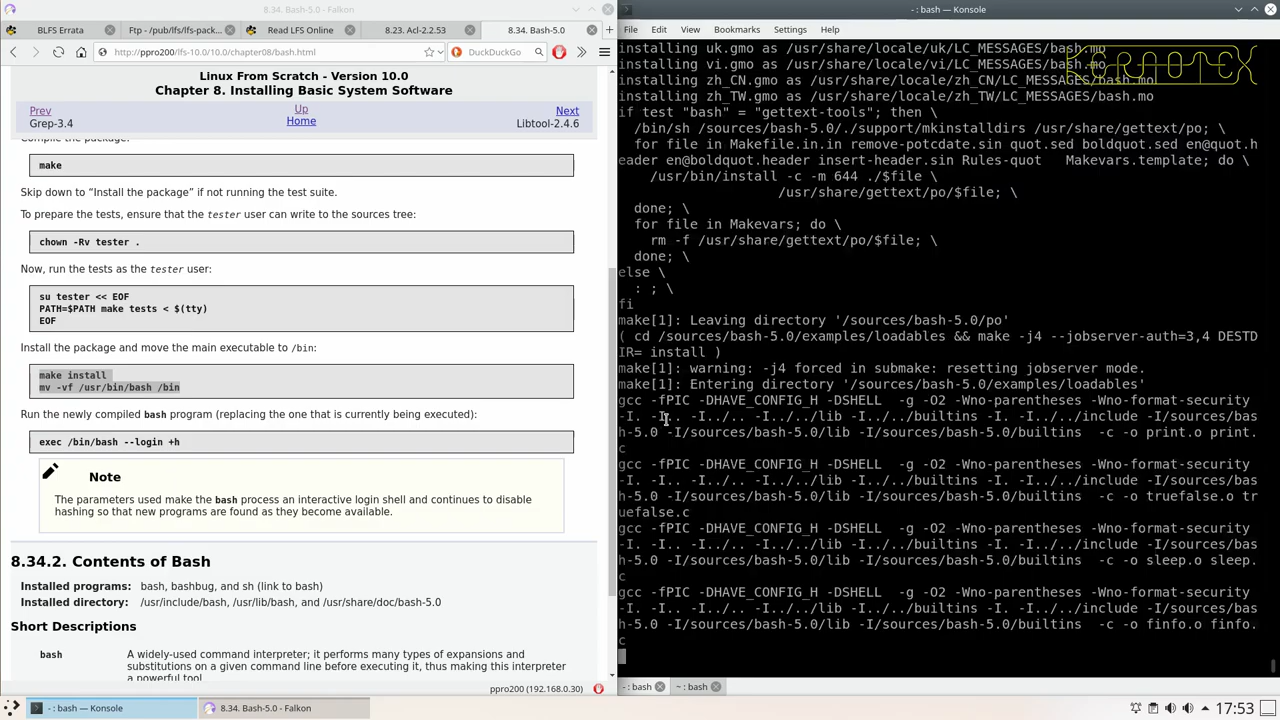 8.34. Bash-5.0
- : bash — Konsole
BLFS Errata
Ftp - /pub/lfs/lfs-pack...
Read LFS Online
8.23. Acl-2.2.53
8.34. Bash-5.0
File Edit View Bookmarks Settings Help
http://ppro200/lfs-10.0/10.0/chapter08/bash.html
DuckDuckGo
KEROTEX
Linux From Scratch - Version 10.0
Chapter 8. Installing Basic System Software
Prev
Up
Next
Grep-3.4
Home
Libtool-2.4.6
Compile the package:
make
Skip down to “Install the package” if not running the test suite.
To prepare the tests, ensure that the tester user can write to the sources tree:
chown -Rv tester .
Now, run the tests as the tester user:
su tester << EOF
PATH=$PATH make tests < $(tty)
EOF
Install the package and move the main executable to /bin:
make install
mv -vf /usr/bin/bash /bin
Run the newly compiled bash program (replacing the one that is currently being executed):
exec /bin/bash --login +h
Note
The parameters used make the bash process an interactive login shell and continues to disable
hashing so that new programs are found as they become available.
8.34.2. Contents of Bash
Installed programs: bash, bashbug, and sh (link to bash)
Installed directory: /usr/include/bash, /usr/lib/bash, and /usr/share/doc/bash-5.0
Short Descriptions
bash
A widely-used command interpreter; it performs many types of expansions and
substitutions on a given command line before executing it, thus making this interpreter
a powerful tool
ppro200 (192.168.0.30)
installing uk.gmo as /usr/share/locale/uk/LC_MESSAGES/bash.mo
installing vi.gmo as /usr/share/locale/vi/LC_MESSAGES/bash.mo
installing zh_CN.gmo as /usr/share/locale/zh_CN/LC_MESSAGES/bash.mo
installing zh_TW.gmo as /usr/share/locale/zh_TW/LC_MESSAGES/bash.mo
if test "bash" = "gettext-tools"; then \
/bin/sh /sources/bash-5.0/./support/mkinstalldirs /usr/share/gettext/po; \
for file in Makefile.in.in remove-potcdate.sin quot.sed boldquot.sed en@quot.h
eader en@boldquot.header insert-header.sin Rules-quot Makevars.template; do \
/usr/bin/install -c -m 644 ./$file \
/usr/share/gettext/po/$file; \
done; \
for file in Makevars; do \
rm -f /usr/share/gettext/po/$file; \
done; \
else \
: ; \
fi
make[1]: Leaving directory '/sources/bash-5.0/po'
( cd /sources/bash-5.0/examples/loadables && make -j4 --jobserver-auth=3,4 DESTD
IR= install )
make[1]: warning: -j4 forced in submake: resetting jobserver mode.
make[1]: Entering directory '/sources/bash-5.0/examples/loadables'
gcc -fPIC -DHAVE_CONFIG_H -DSHELL -g -O2 -Wno-parentheses -Wno-format-security
-I. -I.. -I../.. -I../../lib -I../../builtins -I. -I../../include -I/sources/bas
h-5.0 -I/sources/bash-5.0/lib -I/sources/bash-5.0/builtins -c -o print.o print.
c
gcc -fPIC -DHAVE_CONFIG_H -DSHELL -g -O2 -Wno-parentheses -Wno-format-security
-I. -I.. -I../.. -I../../lib -I../../builtins -I. -I../../include -I/sources/bas
h-5.0 -I/sources/bash-5.0/lib -I/sources/bash-5.0/builtins -c -o truefalse.o tr
uefalse.c
gcc -fPIC -DHAVE_CONFIG_H -DSHELL -g -O2 -Wno-parentheses -Wno-format-security
-I. -I.. -I../.. -I../../lib -I../../builtins -I. -I../../include -I/sources/bas
h-5.0 -I/sources/bash-5.0/lib -I/sources/bash-5.0/builtins -c -o sleep.o sleep.
c
gcc -fPIC -DHAVE_CONFIG_H -DSHELL -g -O2 -Wno-parentheses -Wno-format-security
-I. -I.. -I../.. -I../../lib -I../../builtins -I. -I../../include -I/sources/bas
h-5.0 -I/sources/bash-5.0/lib -I/sources/bash-5.0/builtins -c -o finfo.o finfo.
c
- : bash
~ : bash
- : bash — Konsole
8.34. Bash-5.0 - Falkon
17:53